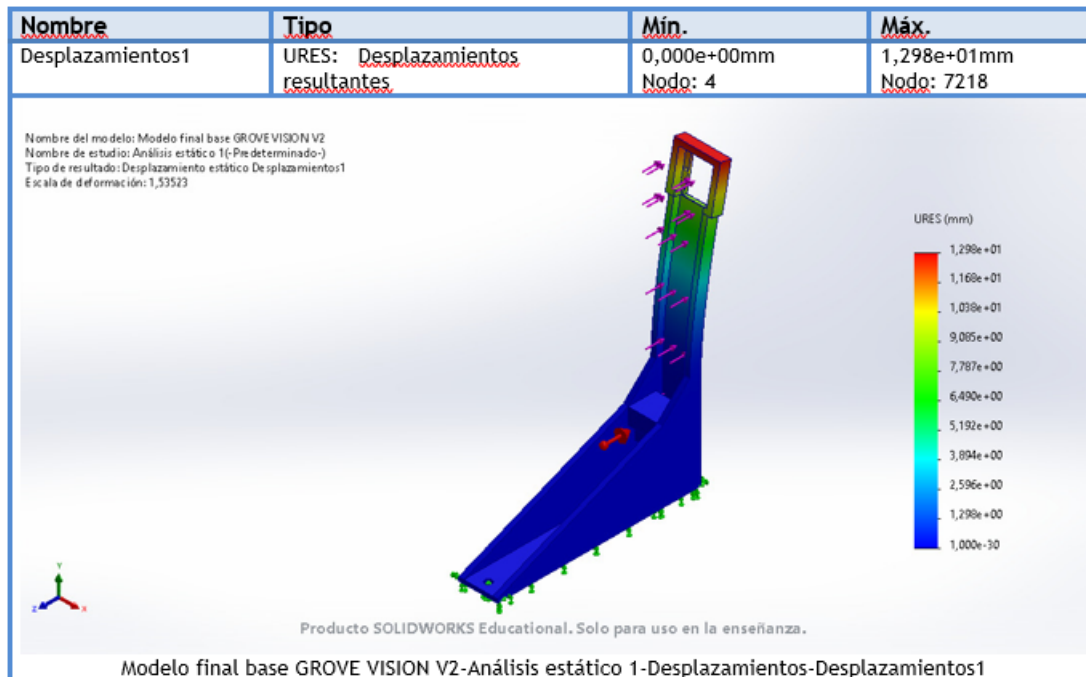 Nombre Tipo Mín. Máx.
Desplazamientos1 URES: Desplazamientos resultantes 0,000e+00mm Nodo: 4 1,298e+01mm Nodo: 7218
Nombre del modelo: Modelo final base GROVE VISION V2
Nombre de estudio: Análisis estático 1(-Predeterminado-)
Tipo de resultado: Desplazamiento estático Desplazamientos1
Escala de deformación: 1,53523
URES (mm)
1,298e+01
1,168e+01
1,038e+01
9,085e+00
7,787e+00
6,490e+00
5,192e+00
3,894e+00
2,596e+00
1,298e+00
1,000e-30
Y
Z
X
Producto SOLIDWORKS Educational. Solo para uso en la enseñanza.
Modelo final base GROVE VISION V2-Análisis estático 1-Desplazamientos-Desplazamientos1